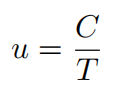 u = C/T